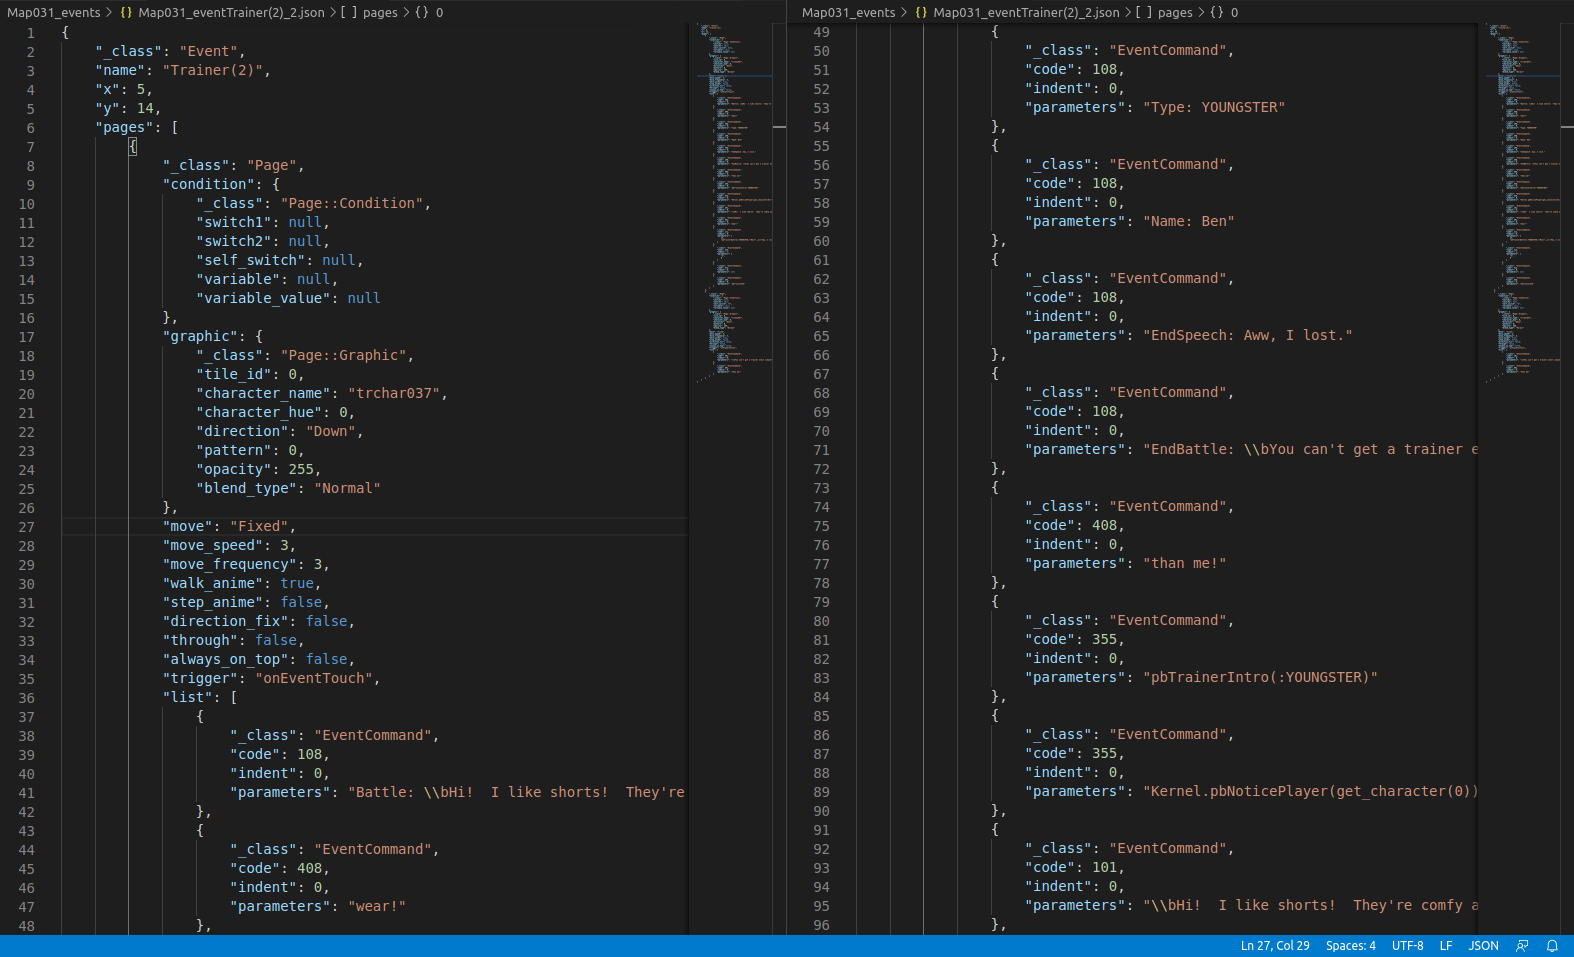 Map031_events > {} Map031_eventTrainer(2)_2.json > [ ] pages > {} 0
1 {
2 "_class": "Event",
3 "name": "Trainer(2)",
4 "x": 5,
5 "y": 14,
6 "pages": [
7 {
8 "_class": "Page",
9 "condition": {
10 "_class": "Page::Condition",
11 "switch1": null,
12 "switch2": null,
13 "self_switch": null,
14 "variable": null,
15 "variable_value": null
16 },
17 "graphic": {
18 "_class": "Page::Graphic",
19 "tile_id": 0,
20 "character_name": "trchar037",
21 "character_hue": 0,
22 "direction": "Down",
23 "pattern": 0,
24 "opacity": 255,
25 "blend_type": "Normal"
26 },
27 "move": "Fixed",
28 "move_speed": 3,
29 "move_frequency": 3,
30 "walk_anime": true,
31 "step_anime": false,
32 "direction_fix": false,
33 "through": false,
34 "always_on_top": false,
35 "trigger": "onEventTouch",
36 "list": [
37 {
38 "_class": "EventCommand",
39 "code": 108,
40 "indent": 0,
41 "parameters": "Battle: \\bHi!  I like shorts!  They're
42 },
43 {
44 "_class": "EventCommand",
45 "code": 408,
46 "indent": 0,
47 "parameters": "wear!"
48 },
Map031_events > {} Map031_eventTrainer(2)_2.json > [ ] pages > {} 0
49 {
50 "_class": "EventCommand",
51 "code": 108,
52 "indent": 0,
53 "parameters": "Type: YOUNGSTER"
54 },
55 {
56 "_class": "EventCommand",
57 "code": 108,
58 "indent": 0,
59 "parameters": "Name: Ben"
60 },
61 {
62 "_class": "EventCommand",
63 "code": 108,
64 "indent": 0,
65 "parameters": "EndSpeech: Aww, I lost."
66 },
67 {
68 "_class": "EventCommand",
69 "code": 108,
70 "indent": 0,
71 "parameters": "EndBattle: \\bYou can't get a trainer e
72 },
73 {
74 "_class": "EventCommand",
75 "code": 408,
76 "indent": 0,
77 "parameters": "than me!"
78 },
79 {
80 "_class": "EventCommand",
81 "code": 355,
82 "indent": 0,
83 "parameters": "pbTrainerIntro(:YOUNGSTER)"
84 },
85 {
86 "_class": "EventCommand",
87 "code": 355,
88 "indent": 0,
89 "parameters": "Kernel.pbNoticePlayer(get_character(0))
90 },
91 {
92 "_class": "EventCommand",
93 "code": 101,
94 "indent": 0,
95 "parameters": "\\bHi!  I like shorts!  They're comfy a
96 },
Ln 27, Col 29 Spaces: 4 UTF-8 LF JSON